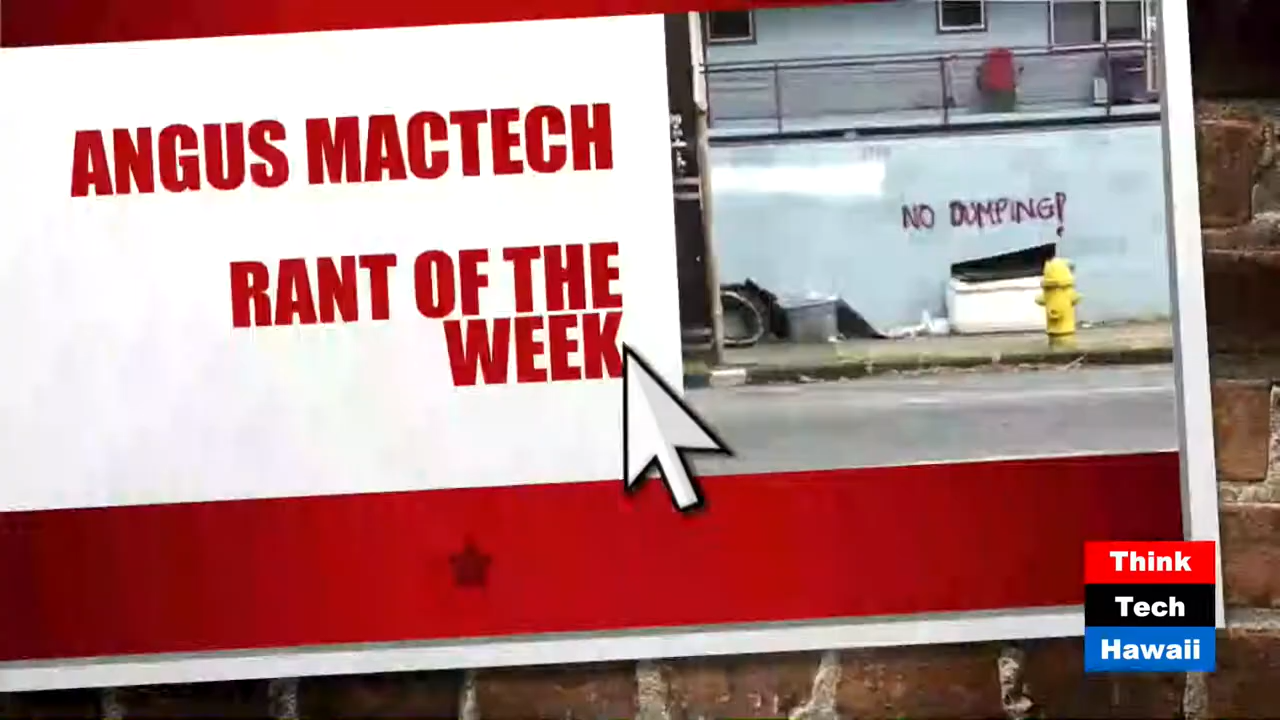 ANGUS MACTECH
RANT OF THE
WEEK
NO DUMPING!
Think
Tech
Hawaii